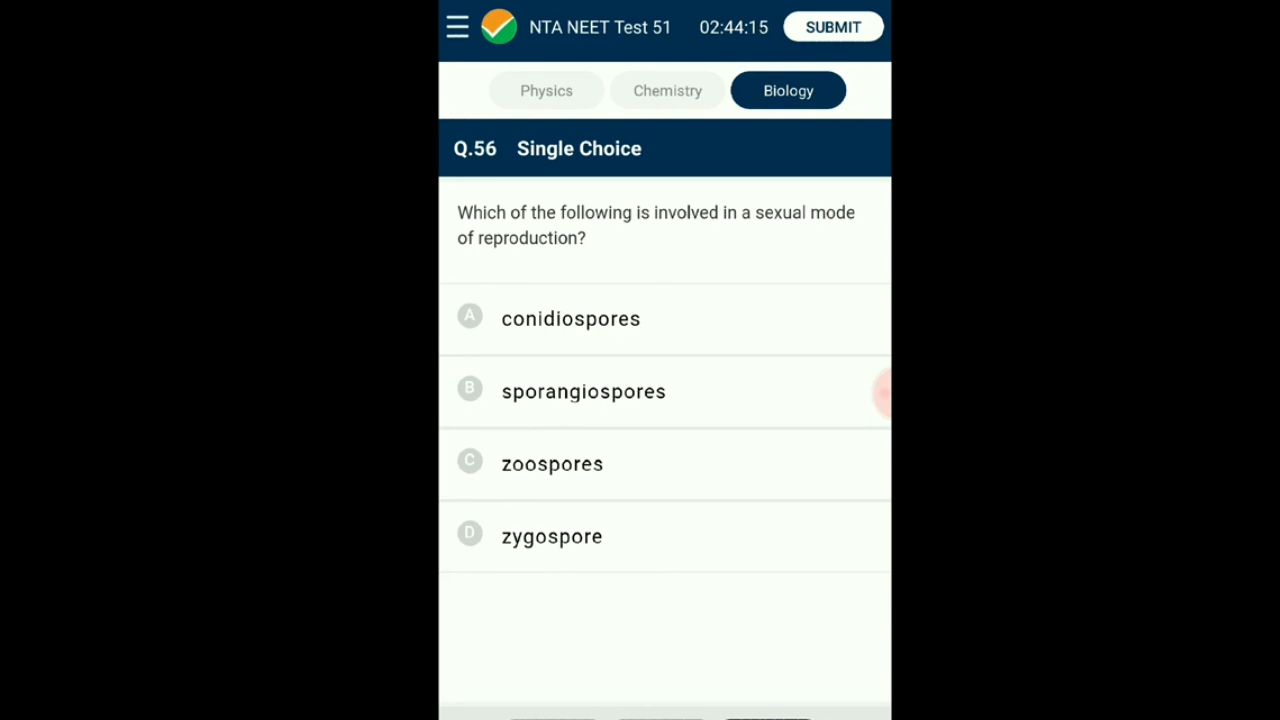 NTA NEET Test 51 02:44:15 SUBMIT
Physics Chemistry Biology
Q.56 Single Choice
Which of the following is involved in a sexual mode
of reproduction?
A conidiospores
B sporangiospores
C zoospores
D zygospore